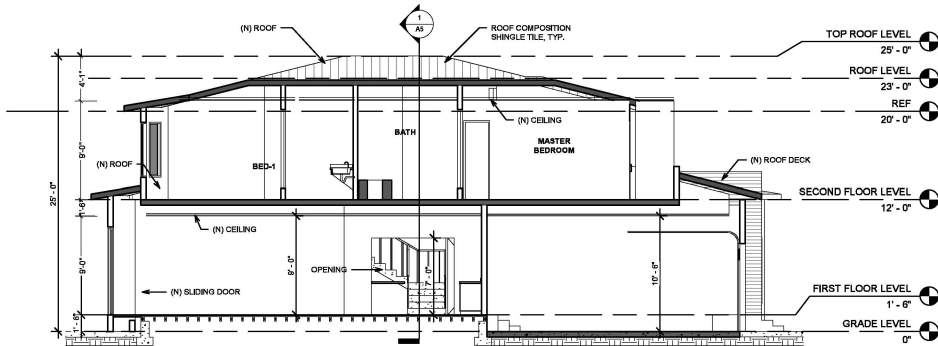 1
A5
(N) ROOF
ROOF COMPOSITION
SHINGLE TILE, TYP.
TOP ROOF LEVEL
25' - 0"
ROOF LEVEL
23' - 0"
REF
20' - 0"
4'-1"
(N) CEILING
BATH
MASTER
BEDROOM
BED-1
9'-0"
(N) ROOF
(N) ROOF DECK
25' - 0"
SECOND FLOOR LEVEL
12' - 0"
1'-6"
(N) CEILING
9'-0"
9' - 0"
OPENING
7' - 0"
10' - 6"
(N) SLIDING DOOR
FIRST FLOOR LEVEL
1' - 6"
1' - 6"
GRADE LEVEL
0"